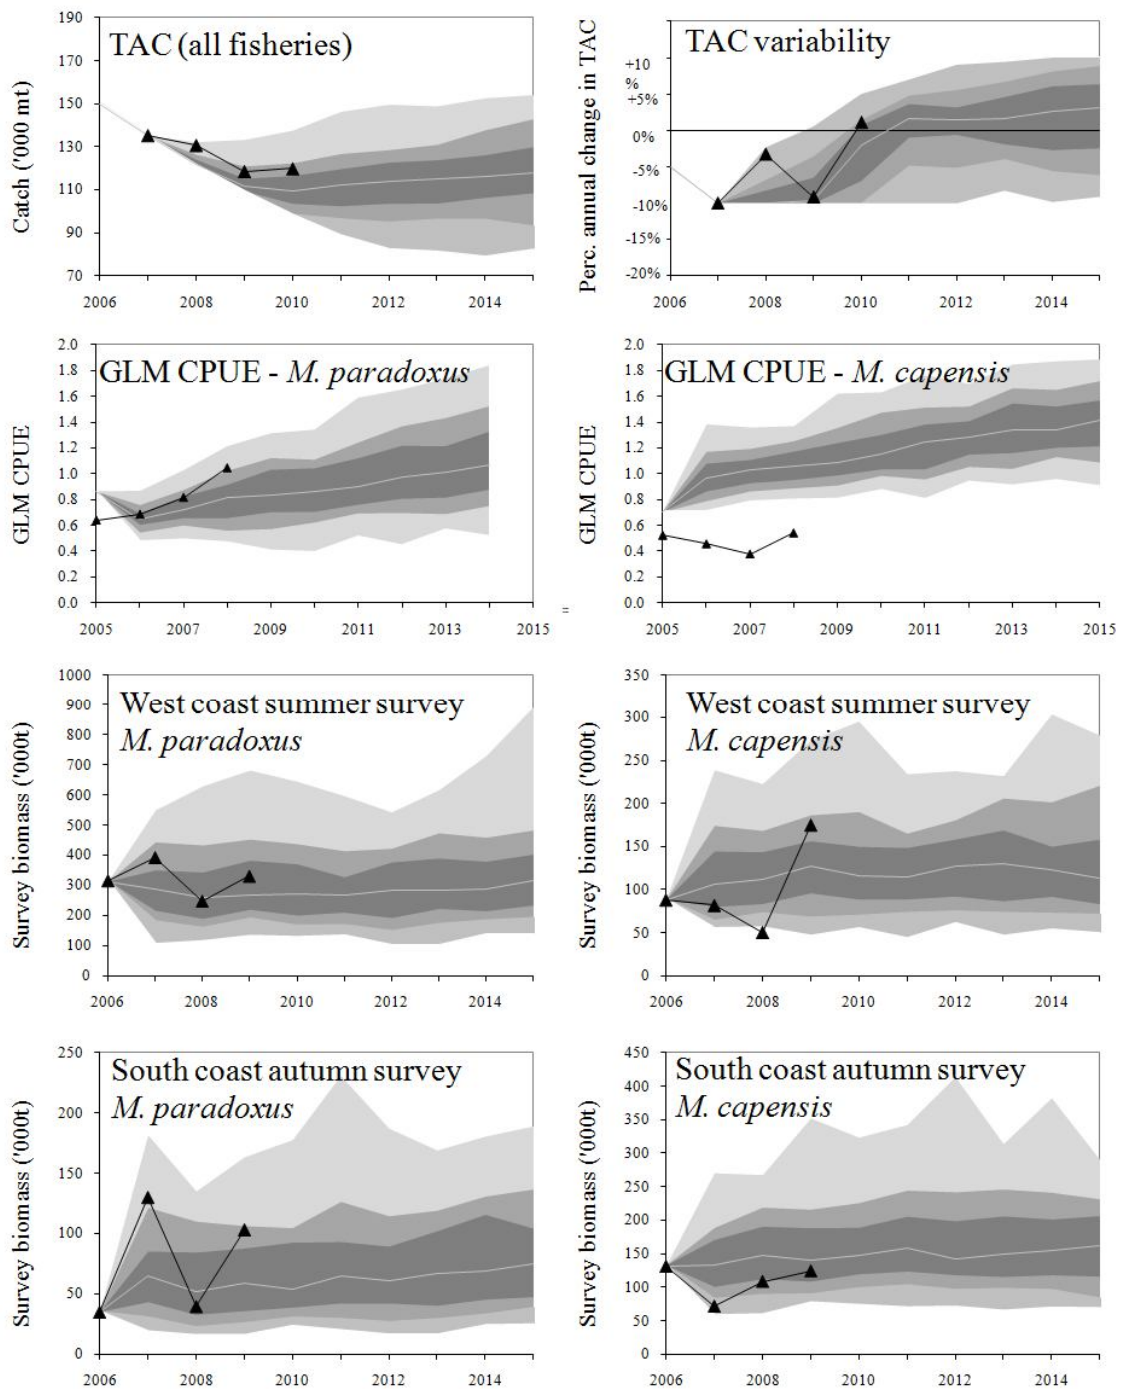 TAC (all fisheries)
Catch ('000 mt)
190
170
150
130
110
90
70
2006 2008 2010 2012 2014
TAC variability
Perc. annual change in TAC
+10
%
+5%
0%
-5%
-10%
-15%
-20%
2006 2008 2010 2012 2014
GLM CPUE - M. paradoxus
GLM CPUE
2.0
1.8
1.6
1.4
1.2
1.0
0.8
0.6
0.4
0.2
0.0
2005 2007 2009 2011 2013 2015
=
GLM CPUE - M. capensis
GLM CPUE
2.0
1.8
1.6
1.4
1.2
1.0
0.8
0.6
0.4
0.2
0.0
2005 2007 2009 2011 2013 2015
West coast summer survey
M. paradoxus
Survey biomass ('000t)
1000
900
800
700
600
500
400
300
200
100
0
2006 2008 2010 2012 2014
West coast summer survey
M. capensis
Survey biomass ('000t)
350
300
250
200
150
100
50
0
2006 2008 2010 2012 2014
South coast autumn survey
M. paradoxus
Survey biomass ('000t)
250
200
150
100
50
0
2006 2008 2010 2012 2014
South coast autumn survey
M. capensis
Survey biomass ('000t)
450
400
350
300
250
200
150
100
50
0
2006 2008 2010 2012 2014